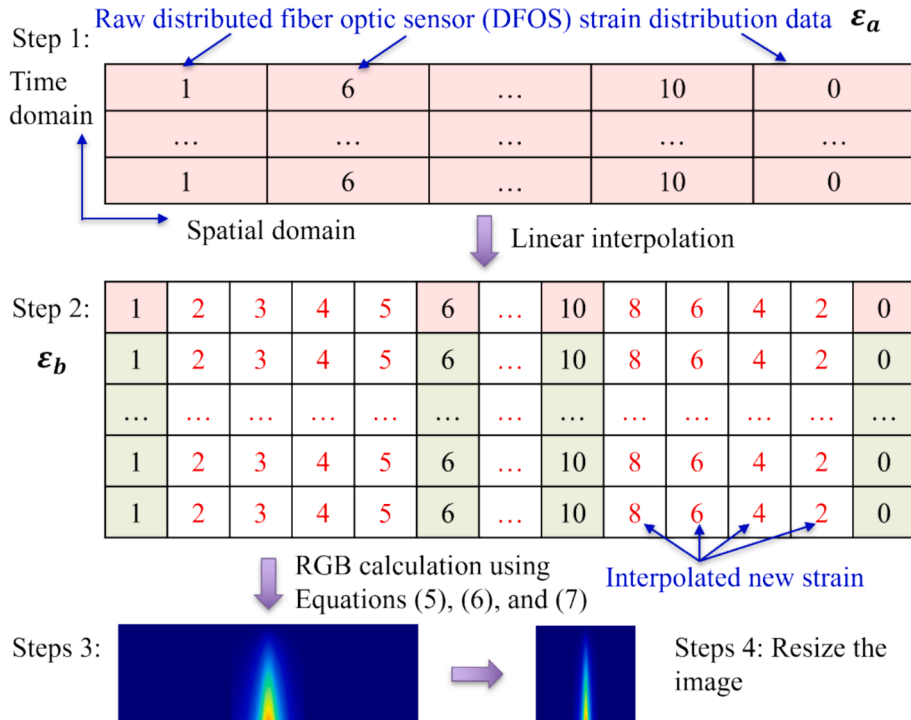 Raw distributed fiber optic sensor (DFOS) strain distribution data ε_a
Step 1:
Time
domain
1 6 … 10 0
… … … … …
1 6 … 10 0
Spatial domain
Linear interpolation
Step 2:
1 2 3 4 5 6 … 10 8 6 4 2 0
ε_b
1 2 3 4 5 6 … 10 8 6 4 2 0
… … … … … … … … … … … … …
1 2 3 4 5 6 … 10 8 6 4 2 0
1 2 3 4 5 6 … 10 8 6 4 2 0
RGB calculation using
Equations (5), (6), and (7)
Interpolated new strain
Steps 3:
Steps 4: Resize the
image